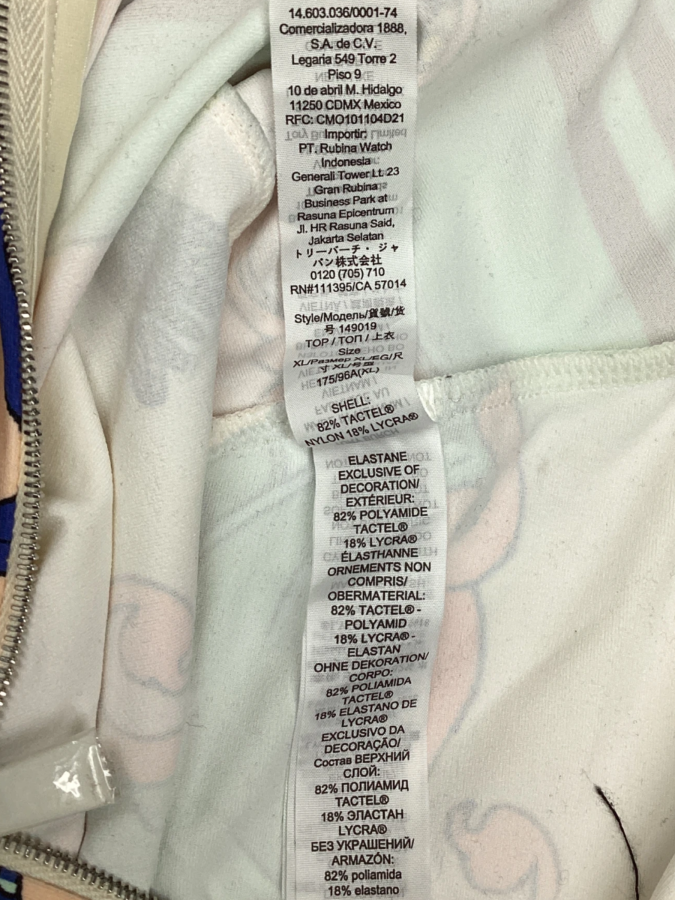 14.603.036/0001-74
Comercializadora 1888,
S.A. de C.V.
Legaria 549 Torre 2
Piso 9
10 de abril M. Hidalgo
11250 CDMX Mexico
RFC: CMO101104D21
Importir:
PT. Rubina Watch
Indonesia
Generali Tower Lt. 23
Gran Rubina
Business Park at
Rasuna Epicentrum
Jl. HR Rasuna Said,
Jakarta Selatan
トリーバーチ・ジャ
パン株式会社
0120 (705) 710
RN#111395/CA 57014
Style/Модель/貨號/货
号 149019
TOP / ТОП / 上衣
Size
XL/Размер XL/EG/R
175/96A(XL)
SHELL:
82% TACTEL®
NYLON 18% LYCRA®
ELASTANE
EXCLUSIVE OF
DECORATION/
EXTÉRIEUR:
82% POLYAMIDE
TACTEL®
18% LYCRA®
ÉLASTHANNE
ORNEMENTS NON
COMPRIS/
OBERMATERIAL:
82% TACTEL® -
POLYAMID
18% LYCRA® -
ELASTAN
OHNE DEKORATION/
CORPO:
82% POLIAMIDA
TACTEL®
18% ELASTANO DE
LYCRA®
EXCLUSIVO DA
DECORAÇÃO/
Состав ВЕРХНИЙ
СЛОЙ:
82% ПОЛИАМИД
TACTEL®
18% ЭЛАСТАН
LYCRA®
БЕЗ УКРАШЕНИЙ/
ARMAZÓN:
82% poliamida
18% elastano